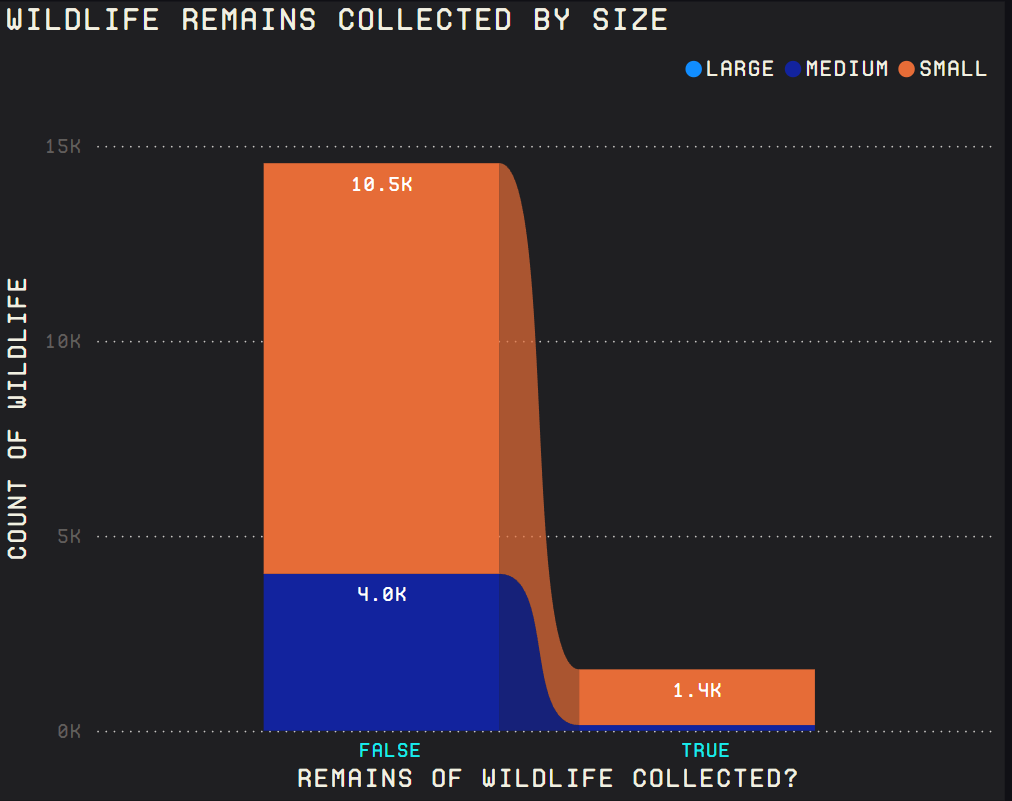 WILDLIFE REMAINS COLLECTED BY SIZE
LARGE MEDIUM SMALL
15K
10.5K
10K
5K
4.0K
1.4K
0K
COUNT OF WILDLIFE
FALSE TRUE
REMAINS OF WILDLIFE COLLECTED?